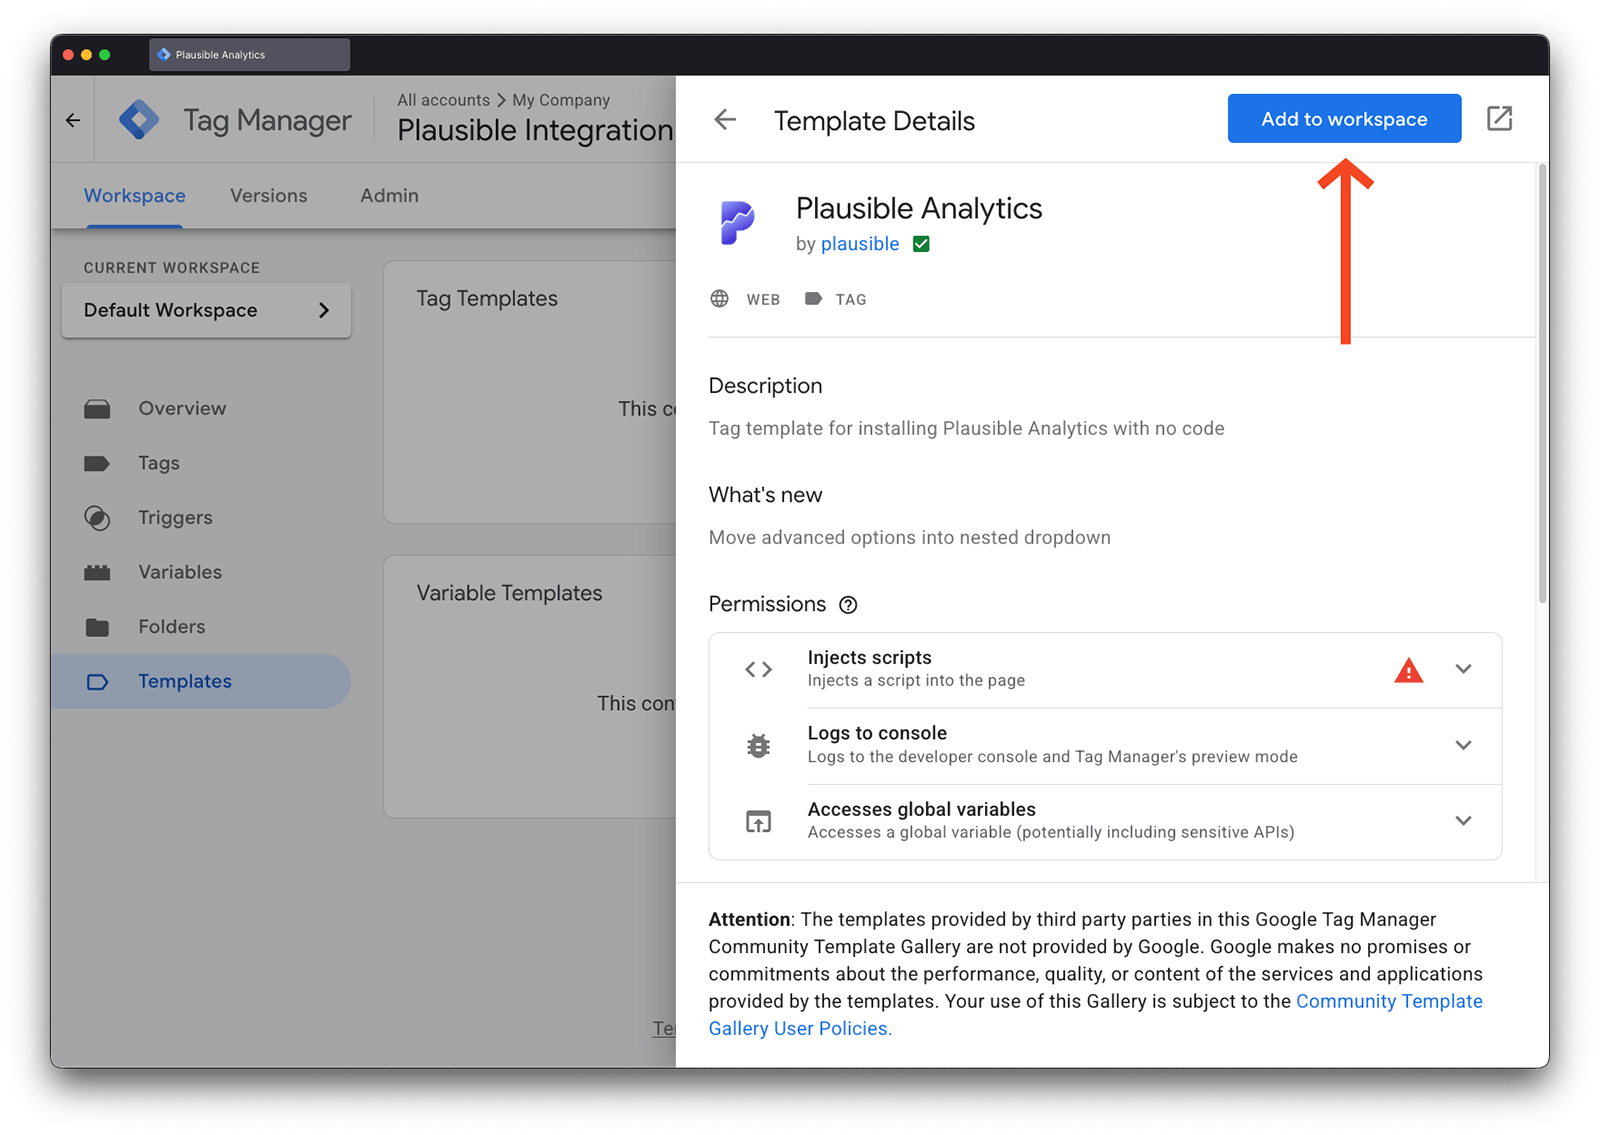 Plausible Analytics
Tag Manager
All accounts > My Company
Plausible Integration
Template Details
Add to workspace
Workspace
Versions
Admin
CURRENT WORKSPACE
Default Workspace
Overview
Tags
Triggers
Variables
Folders
Templates
Tag Templates
This
Variable Templates
This
Plausible Analytics
by plausible
WEB
TAG
Description
Tag template for installing Plausible Analytics with no code
What's new
Move advanced options into nested dropdown
Permissions
Injects scripts
Injects a script into the page
Logs to console
Logs to the developer console and Tag Manager's preview mode
Accesses global variables
Accesses a global variable (potentially including sensitive APIs)
Attention: The templates provided by third party parties in this Google Tag Manager
Community Template Gallery are not provided by Google. Google makes no promises or
commitments about the performance, quality, or content of the services and applications
provided by the templates. Your use of this Gallery is subject to the Community Template
Gallery User Policies.